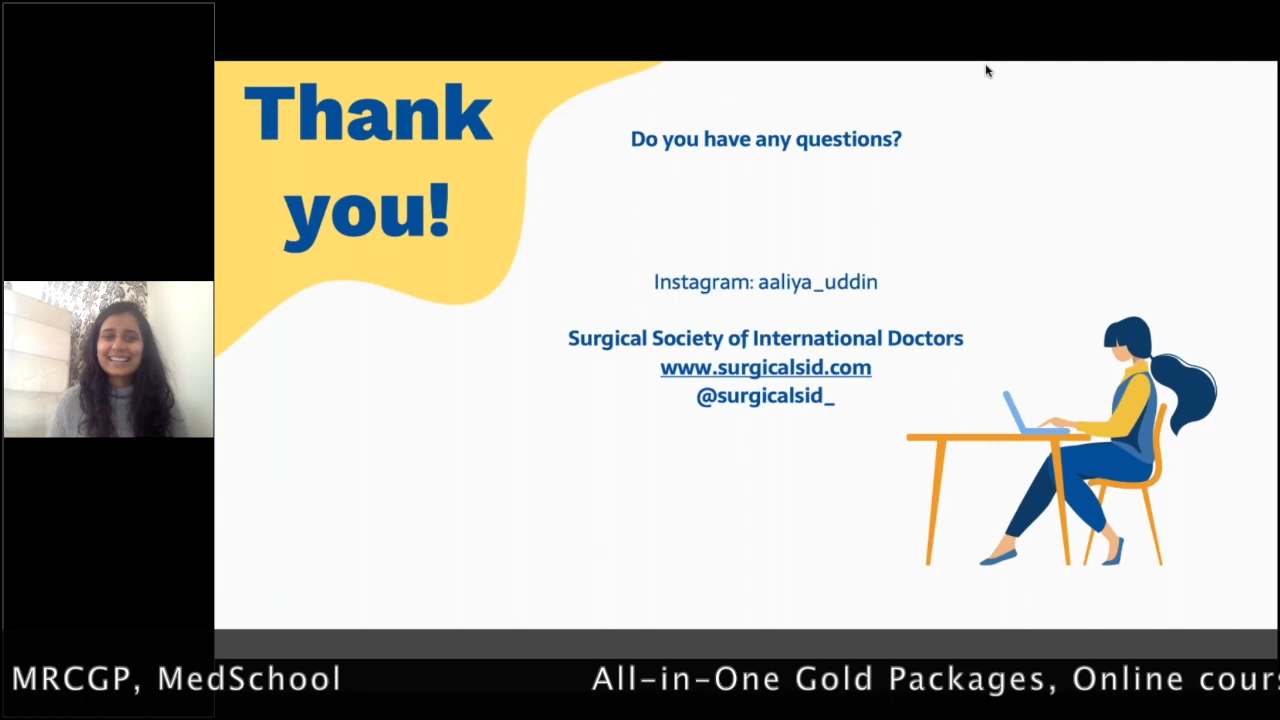 Thank
you!
Do you have any questions?
Instagram: aaliya_uddin
Surgical Society of International Doctors
www.surgicalsid.com
@surgicalsid_
MRCGP, MedSchool
All-in-One Gold Packages, Online cours